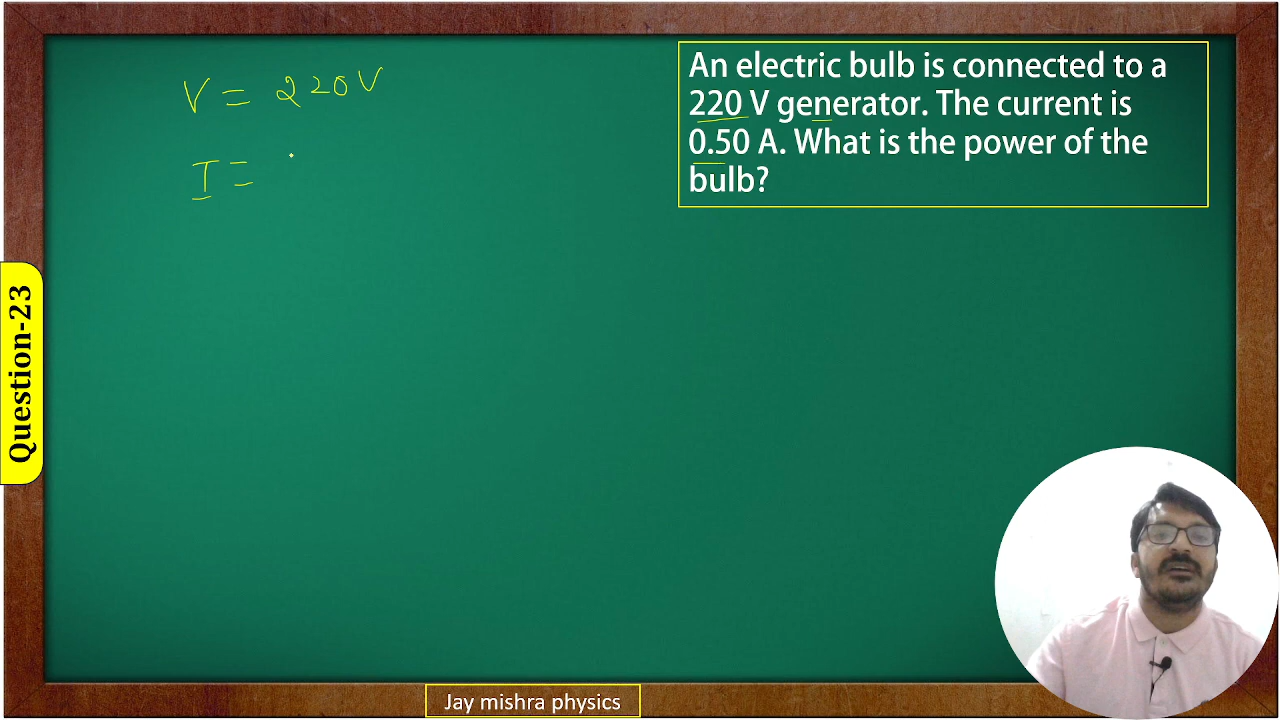 V = 220V
I =
An electric bulb is connected to a
220 V generator. The current is
0.50 A. What is the power of the
bulb?
Question-23
Jay mishra physics